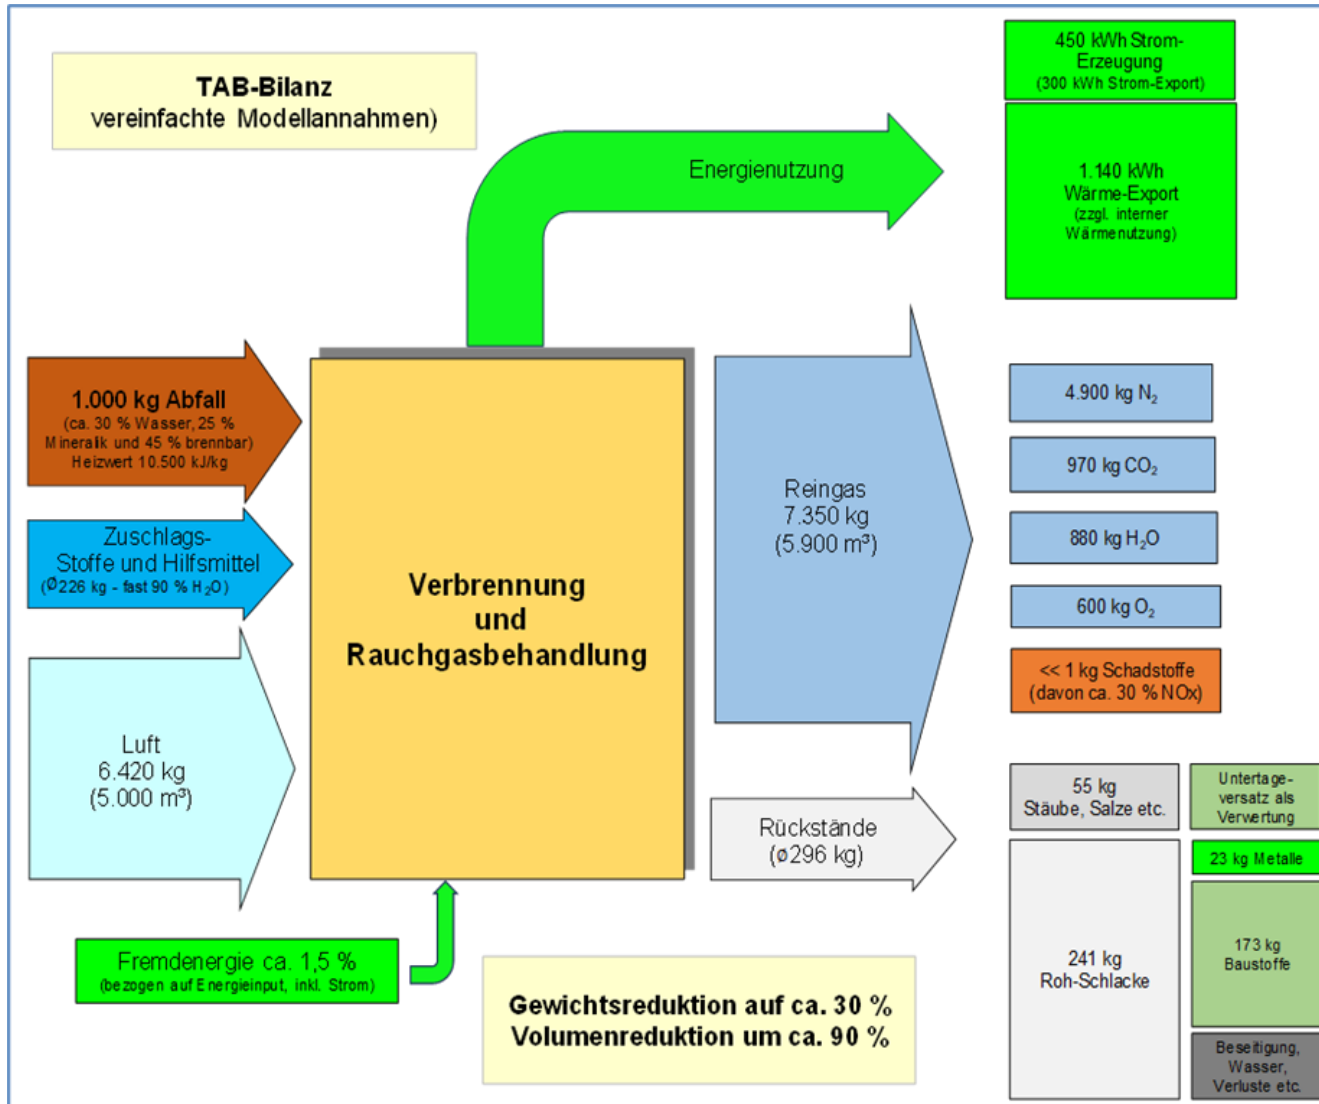 TAB-Bilanz
vereinfachte Modellannahmen)
450 kWh Strom-
Erzeugung
(300 kWh Strom-Export)
Energienutzung
1.140 kWh
Wärme-Export
(zzgl. interner
Wärmenutzung)
1.000 kg Abfall
(ca. 30 % Wasser, 25 %
Mineralik und 45 % brennbar)
Heizwert 10.500 kJ/kg
Zuschlags-
Stoffe und Hilfsmittel
(Ø226 kg - fast 90 % H₂O)
Luft
6.420 kg
(5.000 m³)
Verbrennung
und
Rauchgasbehandlung
Reingas
7.350 kg
(5.900 m³)
4.900 kg N₂
970 kg CO₂
880 kg H₂O
600 kg O₂
<< 1 kg Schadstoffe
(davon ca. 30 % NOx)
Rückstände
(ø296 kg)
55 kg
Stäube, Salze etc.
Untertage-
versatz als
Verwertung
23 kg Metalle
241 kg
Roh-Schlacke
173 kg
Baustoffe
Beseitigung,
Wasser,
Verluste etc.
Fremdenergie ca. 1,5 %
(bezogen auf Energieinput, inkl. Strom)
Gewichtsreduktion auf ca. 30 %
Volumenreduktion um ca. 90 %